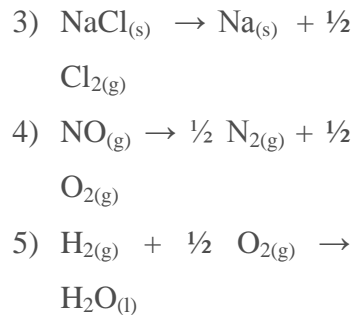 3) NaCl(s) → Na(s) + ½
Cl2(g)
4) NO(g) → ½ N2(g) + ½
O2(g)
5) H2(g) + ½ O2(g) →
H2O(l)